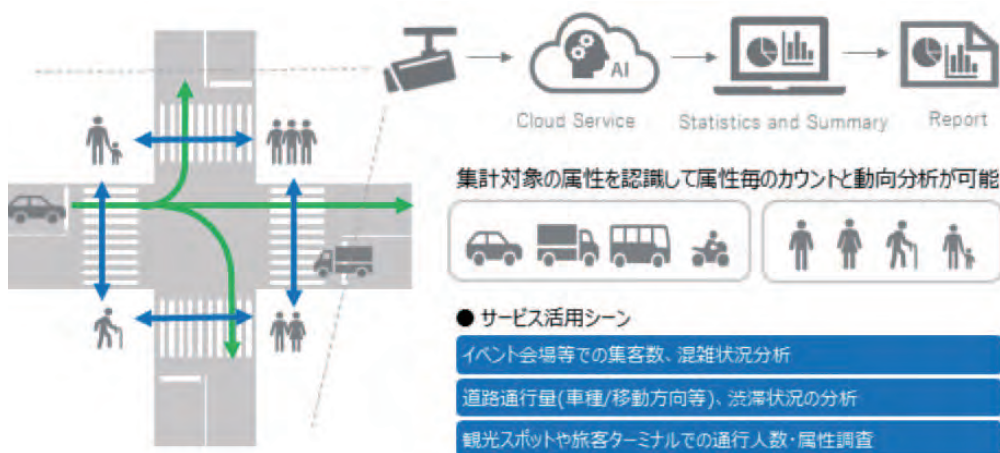 AI
Cloud Service
Statistics and Summary
Report
集計対象の属性を認識して属性毎のカウントと動向分析が可能
● サービス活用シーン
イベント会場等での集客数、混雑状況分析
道路通行量(車種/移動方向等)、渋滞状況の分析
観光スポットや旅客ターミナルでの通行人数・属性調査